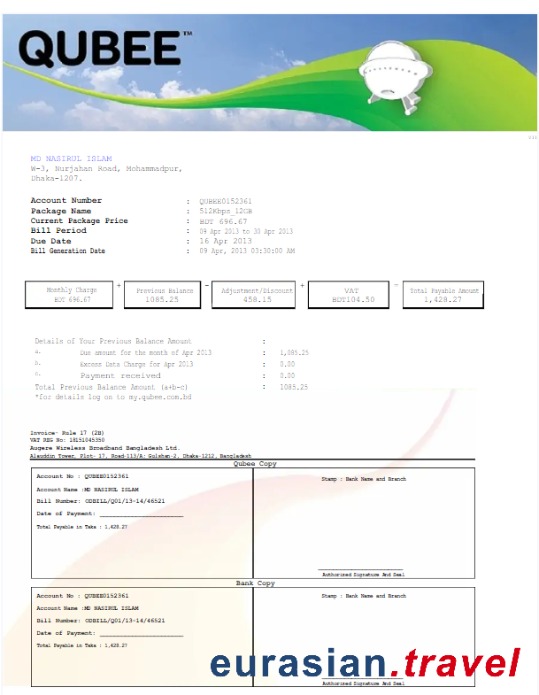 QUBEE™
MD NASIRUL ISLAM
W-3, Nurjahan Road, Mohammadpur,
Dhaka-1207.
Account Number : QUBEE0152361
Package Name : 512Kbps_12GB
Current Package Price : BDT 696.67
Bill Period : 09 Apr 2013 to 30 Apr 2013
Due Date : 16 Apr 2013
Bill Generation Date : 09 Apr, 2013 03:30:00 AM
Monthly Charge + Previous Balance - Adjustment/Discount + VAT = Total Payable Amount
BDT 696.67 1085.25 458.15 BDT104.50 1,428.27
Details of Your Previous Balance Amount :
a. Due amount for the month of Apr 2013 : 1,085.25
b. Excess Data Charge for Apr 2013 : 0.00
c. Payment received : 0.00
Total Previous Balance Amount (a+b-c) : 1085.25
*for details log on to my.qubee.com.bd
Invoice- Rule 17 (2B)
VAT REG No: 18151045350
Augere Wireless Broadband Bangladesh Ltd.
Alauddin Tower, Plot- 17, Road-113/A: Gulshan-2, Dhaka-1212, Bangladesh
Qubee Copy
Account No : QUBEE0152361
Stamp : Bank Name and Branch
Account Name :MD NASIRUL ISLAM
Bill Number: ODBILL/Q01/13-14/46521
Date of Payment:
Total Payable in Taka : 1,428.27
Authorized Signature And Seal
Bank Copy
Account No : QUBEE0152361
Stamp : Bank Name and Branch
Account Name :MD NASIRUL ISLAM
Bill Number: ODBILL/Q01/13-14/46521
Date of Payment:
Total Payable in Taka : 1,428.27
Authorized Signature And Seal
eurasian.travel